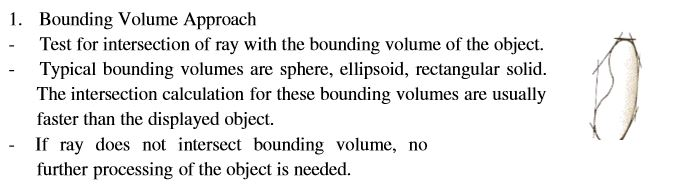 1. Bounding Volume Approach
- Test for intersection of ray with the bounding volume of the object.
- Typical bounding volumes are sphere, ellipsoid, rectangular solid.
The intersection calculation for these bounding volumes are usually
faster than the displayed object.
- If ray does not intersect bounding volume, no
further processing of the object is needed.